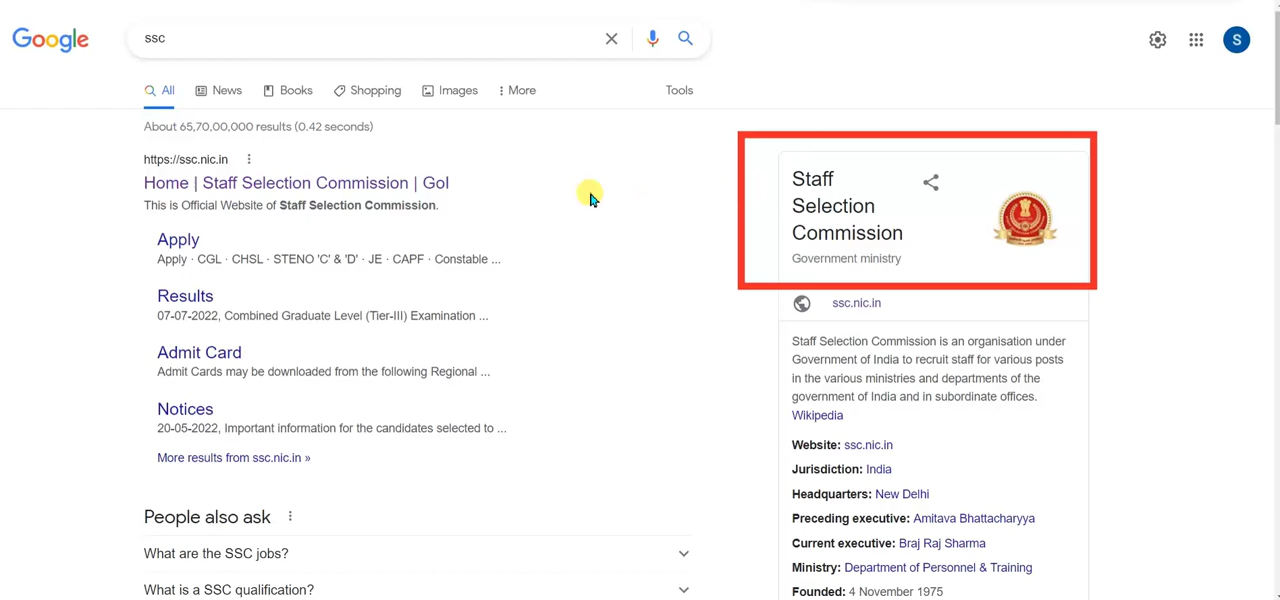 Google
ssc
All
News
Books
Shopping
Images
More
Tools
About 65,70,00,000 results (0.42 seconds)
https://ssc.nic.in
Home | Staff Selection Commission | GoI
This is Official Website of Staff Selection Commission.
Apply
Apply · CGL · CHSL · STENO 'C' & 'D' · JE · CAPF · Constable ...
Results
07-07-2022, Combined Graduate Level (Tier-III) Examination ...
Admit Card
Admit Cards may be downloaded from the following Regional ...
Notices
20-05-2022, Important information for the candidates selected to ...
More results from ssc.nic.in »
People also ask
What are the SSC jobs?
What is a SSC qualification?
S
Staff
Selection
Commission
Government ministry
ssc.nic.in
Staff Selection Commission is an organisation under
Government of India to recruit staff for various posts
in the various ministries and departments of the
government of India and in subordinate offices.
Wikipedia
Website: ssc.nic.in
Jurisdiction: India
Headquarters: New Delhi
Preceding executive: Amitava Bhattacharyya
Current executive: Braj Raj Sharma
Ministry: Department of Personnel & Training
Founded: 4 November 1975